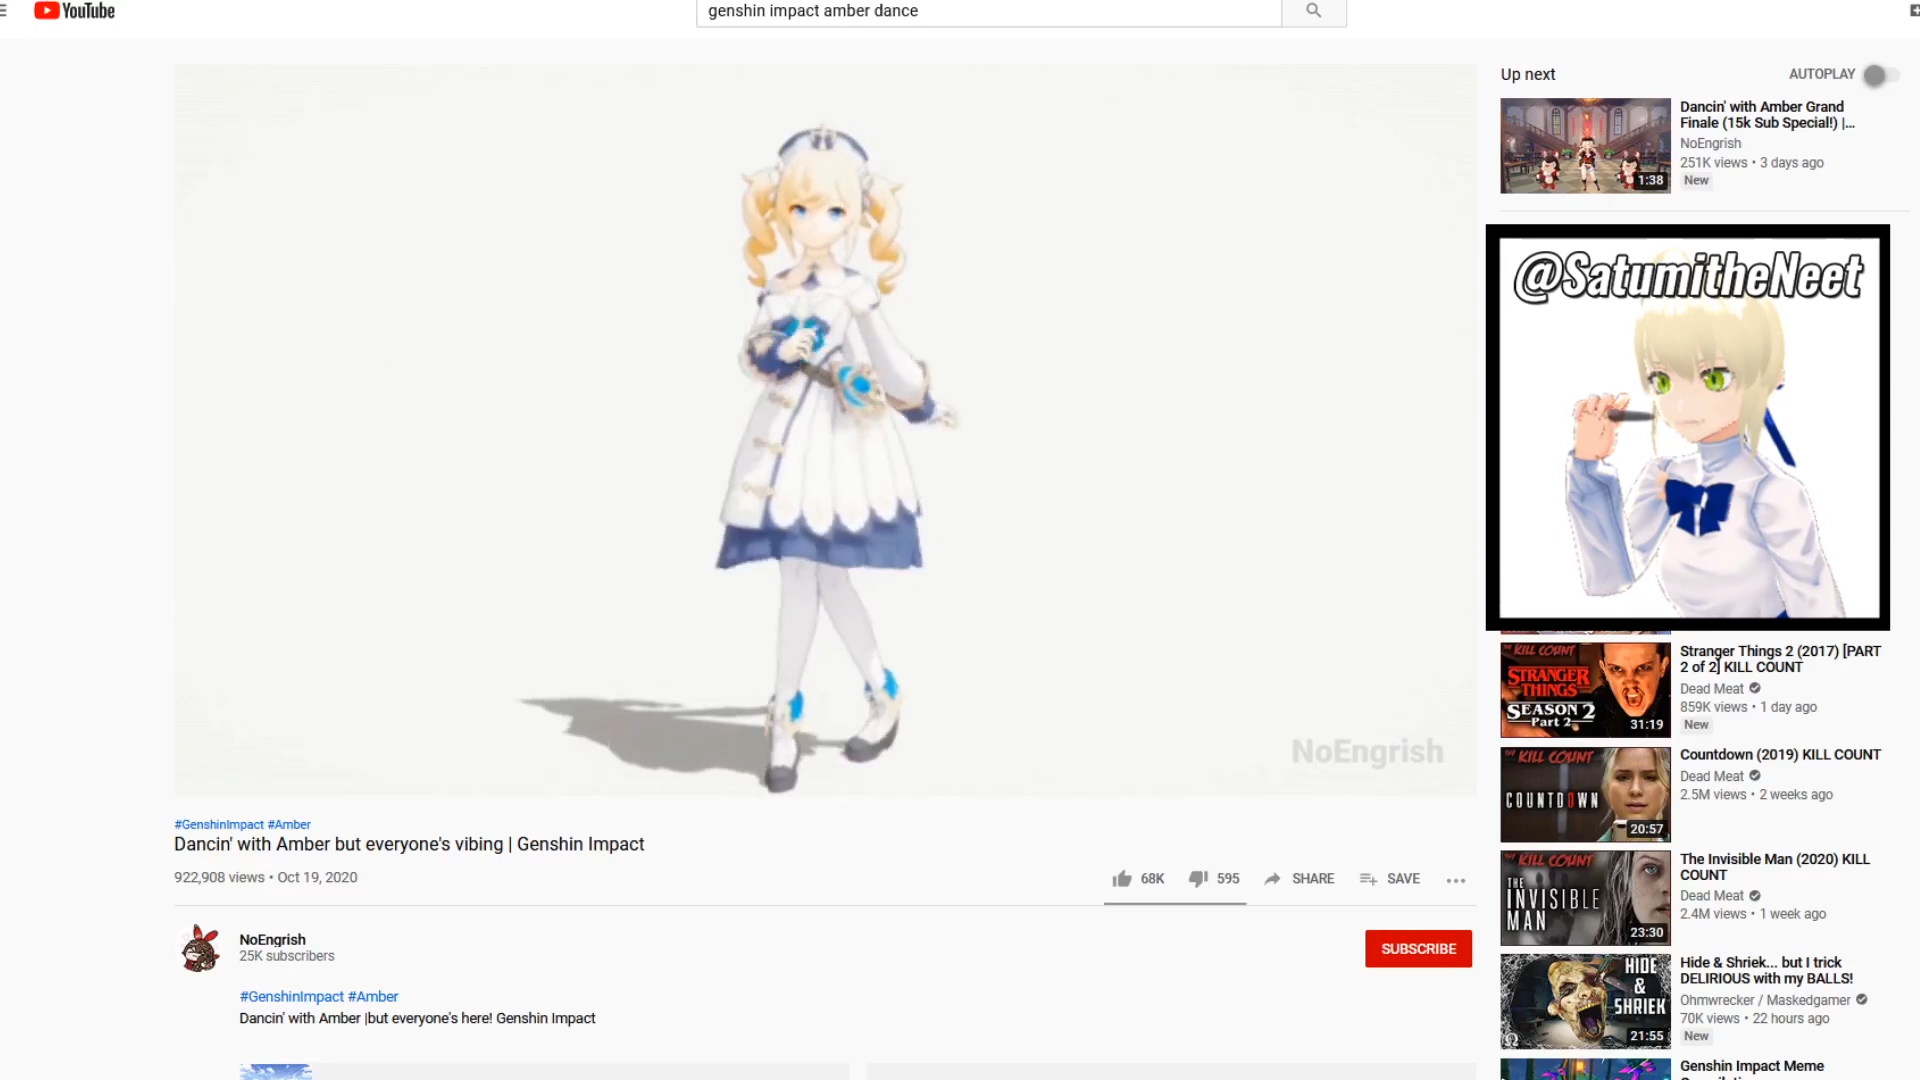 YouTube
genshin impact amber dance
Up next
AUTOPLAY
Dancin' with Amber Grand
Finale (15k Sub Special!) |...
NoEngrish
251K views • 3 days ago
New
1:38
@SatumitheNeet
NoEngrish
THE KILL COUNT
STRANGER
THINGS
SEASON 2
Part 2
31:19
Stranger Things 2 (2017) [PART
2 of 2] KILL COUNT
Dead Meat
859K views • 1 day ago
New
THE KILL COUNT
COUNTDOWN
20:57
Countdown (2019) KILL COUNT
Dead Meat
2.5M views • 2 weeks ago
#GenshinImpact #Amber
Dancin' with Amber but everyone's vibing | Genshin Impact
922,908 views • Oct 19, 2020
68K
595
SHARE
SAVE
THE KILL COUNT
THE
INVISIBLE
MAN
23:30
The Invisible Man (2020) KILL
COUNT
Dead Meat
2.4M views • 1 week ago
NoEngrish
25K subscribers
SUBSCRIBE
#GenshinImpact #Amber
Dancin' with Amber |but everyone's here! Genshin Impact
HIDE
&
SHRIEK
21:55
Hide & Shriek... but I trick
DELIRIOUS with my BALLS!
Ohmwrecker / Maskedgamer
70K views • 22 hours ago
New
Genshin Impact Meme